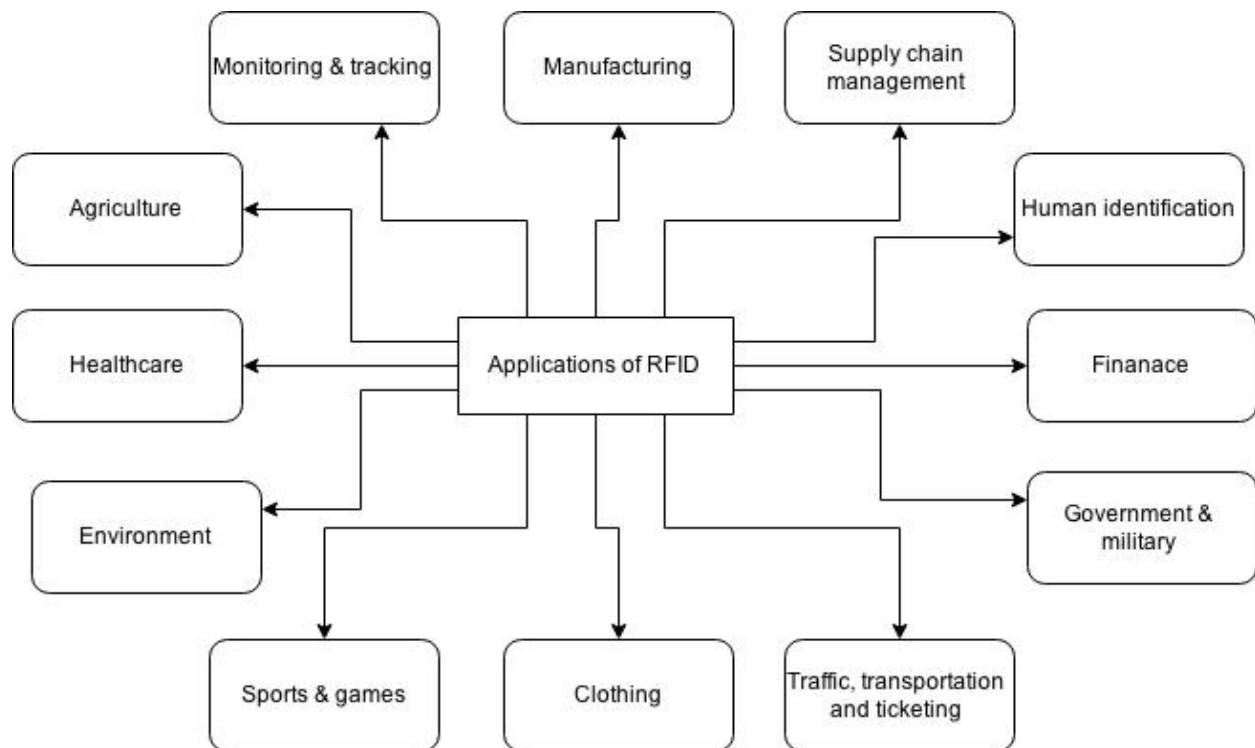 Monitoring & tracking
Manufacturing
Supply chain
management
Agriculture
Human identification
Healthcare
Applications of RFID
Finanace
Environment
Government &
military
Sports & games
Clothing
Traffic, transportation
and ticketing